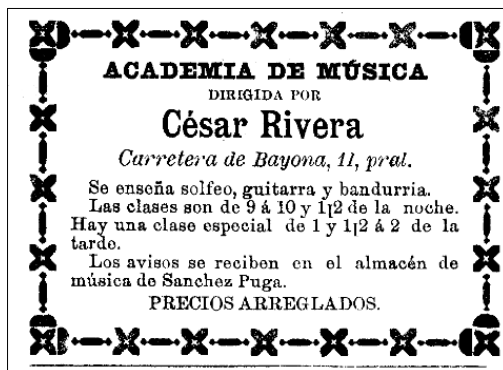 ACADEMIA DE MÚSICA
DIRIGIDA POR
César Rivera
Carretera de Bayona, 11, pral.
Se enseña solfeo, guitarra y bandurria.
Las clases son de 9 á 10 y 1¡2 de la noche.
Hay una clase especial de 1 y 1¡2 á 2 de la
tarde.
Los avisos se reciben en el almacén de
música de Sanchez Puga.
PRECIOS ARREGLADOS.